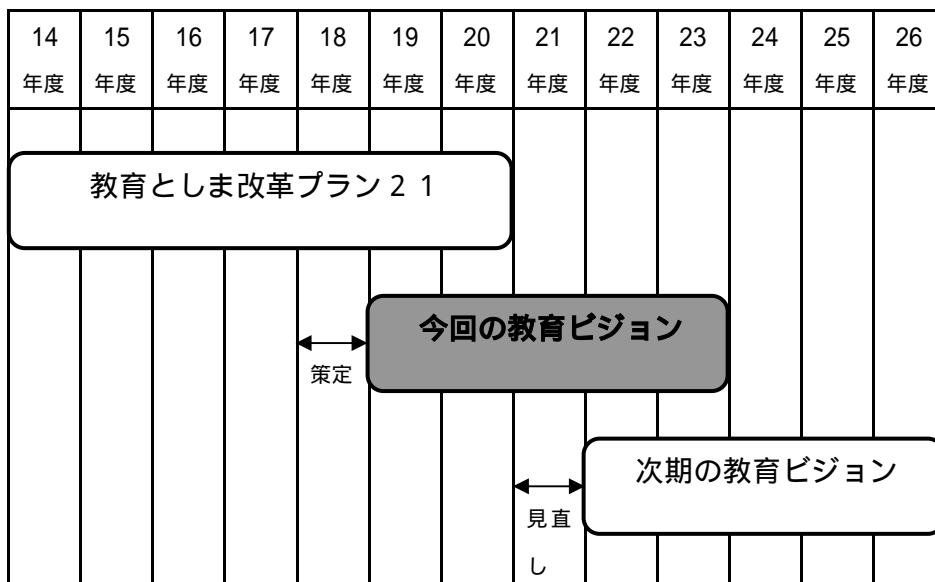 14 15 16 17 18 19 20 21 22 23 24 25 26
年度 年度 年度 年度 年度 年度 年度 年度 年度 年度 年度 年度 年度
教育としま改革プラン２１
今回の教育ビジョン
策定
次期の教育ビジョン
見直
し